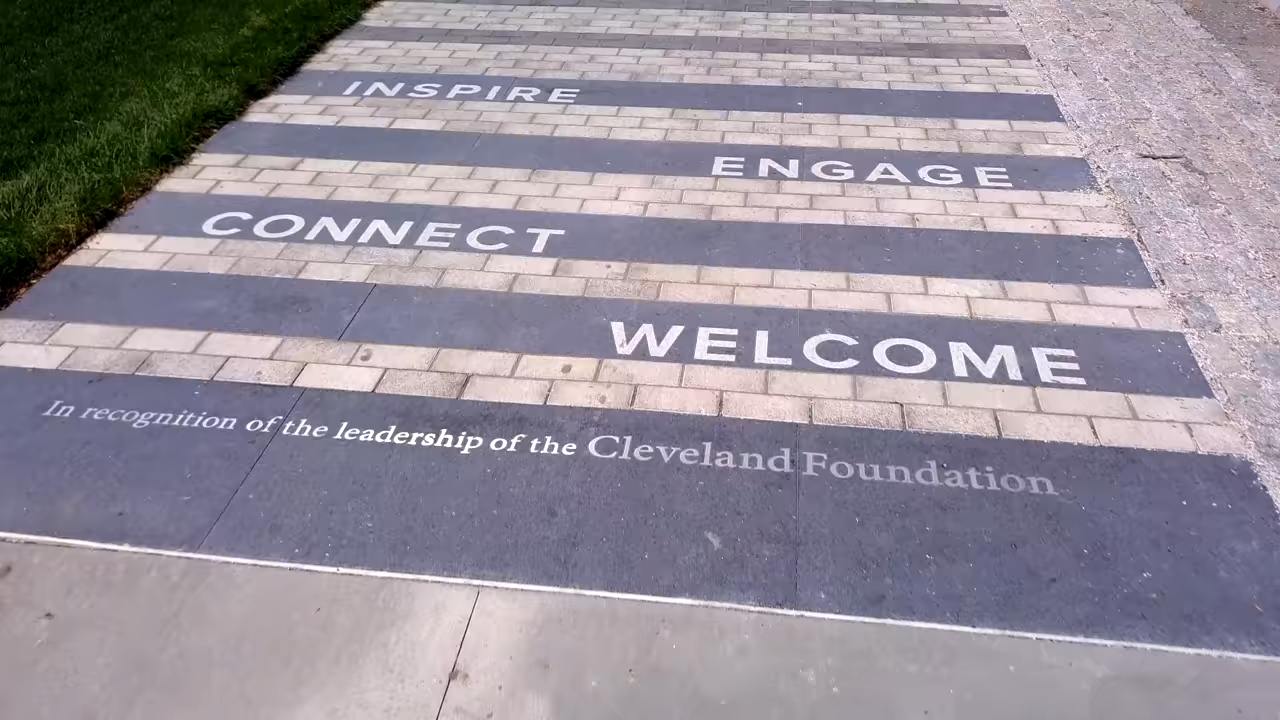 INSPIRE
ENGAGE
CONNECT
WELCOME
In recognition of the leadership of the Cleveland Foundation